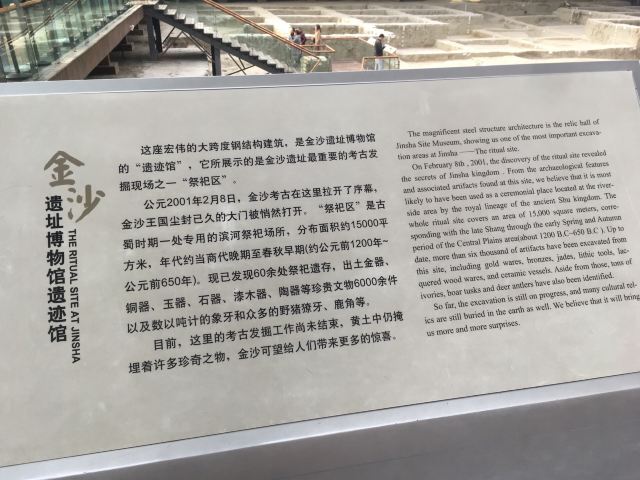 金沙
遗址博物馆遗迹馆
THE RITUAL SITE AT JINSHA
这座宏伟的大跨度钢结构建筑，是金沙遗址博物馆
的“遗迹馆”，它所展示的是金沙遗址最重要的考古发
掘现场之一“祭祀区”。
公元2001年2月8日，金沙考古在这里拉开了序幕，
金沙王国尘封已久的大门被悄然打开。“祭祀区”是古
蜀时期一处专用的滨河祭祀场所，分布面积约15000平
方米，年代约当商代晚期至春秋早期(约公元前1200年~
公元前650年)。现已发现60余处祭祀遗存，出土金器、
铜器、玉器、石器、漆木器、陶器等珍贵文物6000余件
以及数以吨计的象牙和众多的野猪獠牙、鹿角等。
目前，这里的考古发掘工作尚未结束，黄土中仍掩
埋着许多珍奇之物，金沙可望给人们带来更多的惊喜。
The magnificent steel structure architecture is the relic hall of
Jinsha Site Museum, showing us one of the most important excava-
tion areas at Jinsha ——The ritual site.
On February 8th , 2001, the discovery of the ritual site revealed
the secrets of Jinsha kingdom . From the archaeological features
and associated artifacts found at this site, we believe that it is most
likely to have been used as a ceremonial place located at the river-
side area by the royal lineage of the ancient Shu kingdom. The
whole ritual site covers an area of 15,000 square meters, corre-
sponding with the late Shang through the early Spring and Autumn
period of the Central Plains area(about 1200 B.C–650 B.C ). Up to
date, more than six thousand of artifacts have been excavated from
this site, including gold wares, bronzes, jades, lithic tools, lac-
quered wood wares, and ceramic vessels. Aside from those, tons of
ivories, boar tusks and deer antlers have also been identified.
So far, the excavation is still on progress, and many cultural rel-
ics are still buried in the earth as well. We believe that it will bring
us more and more surprises.